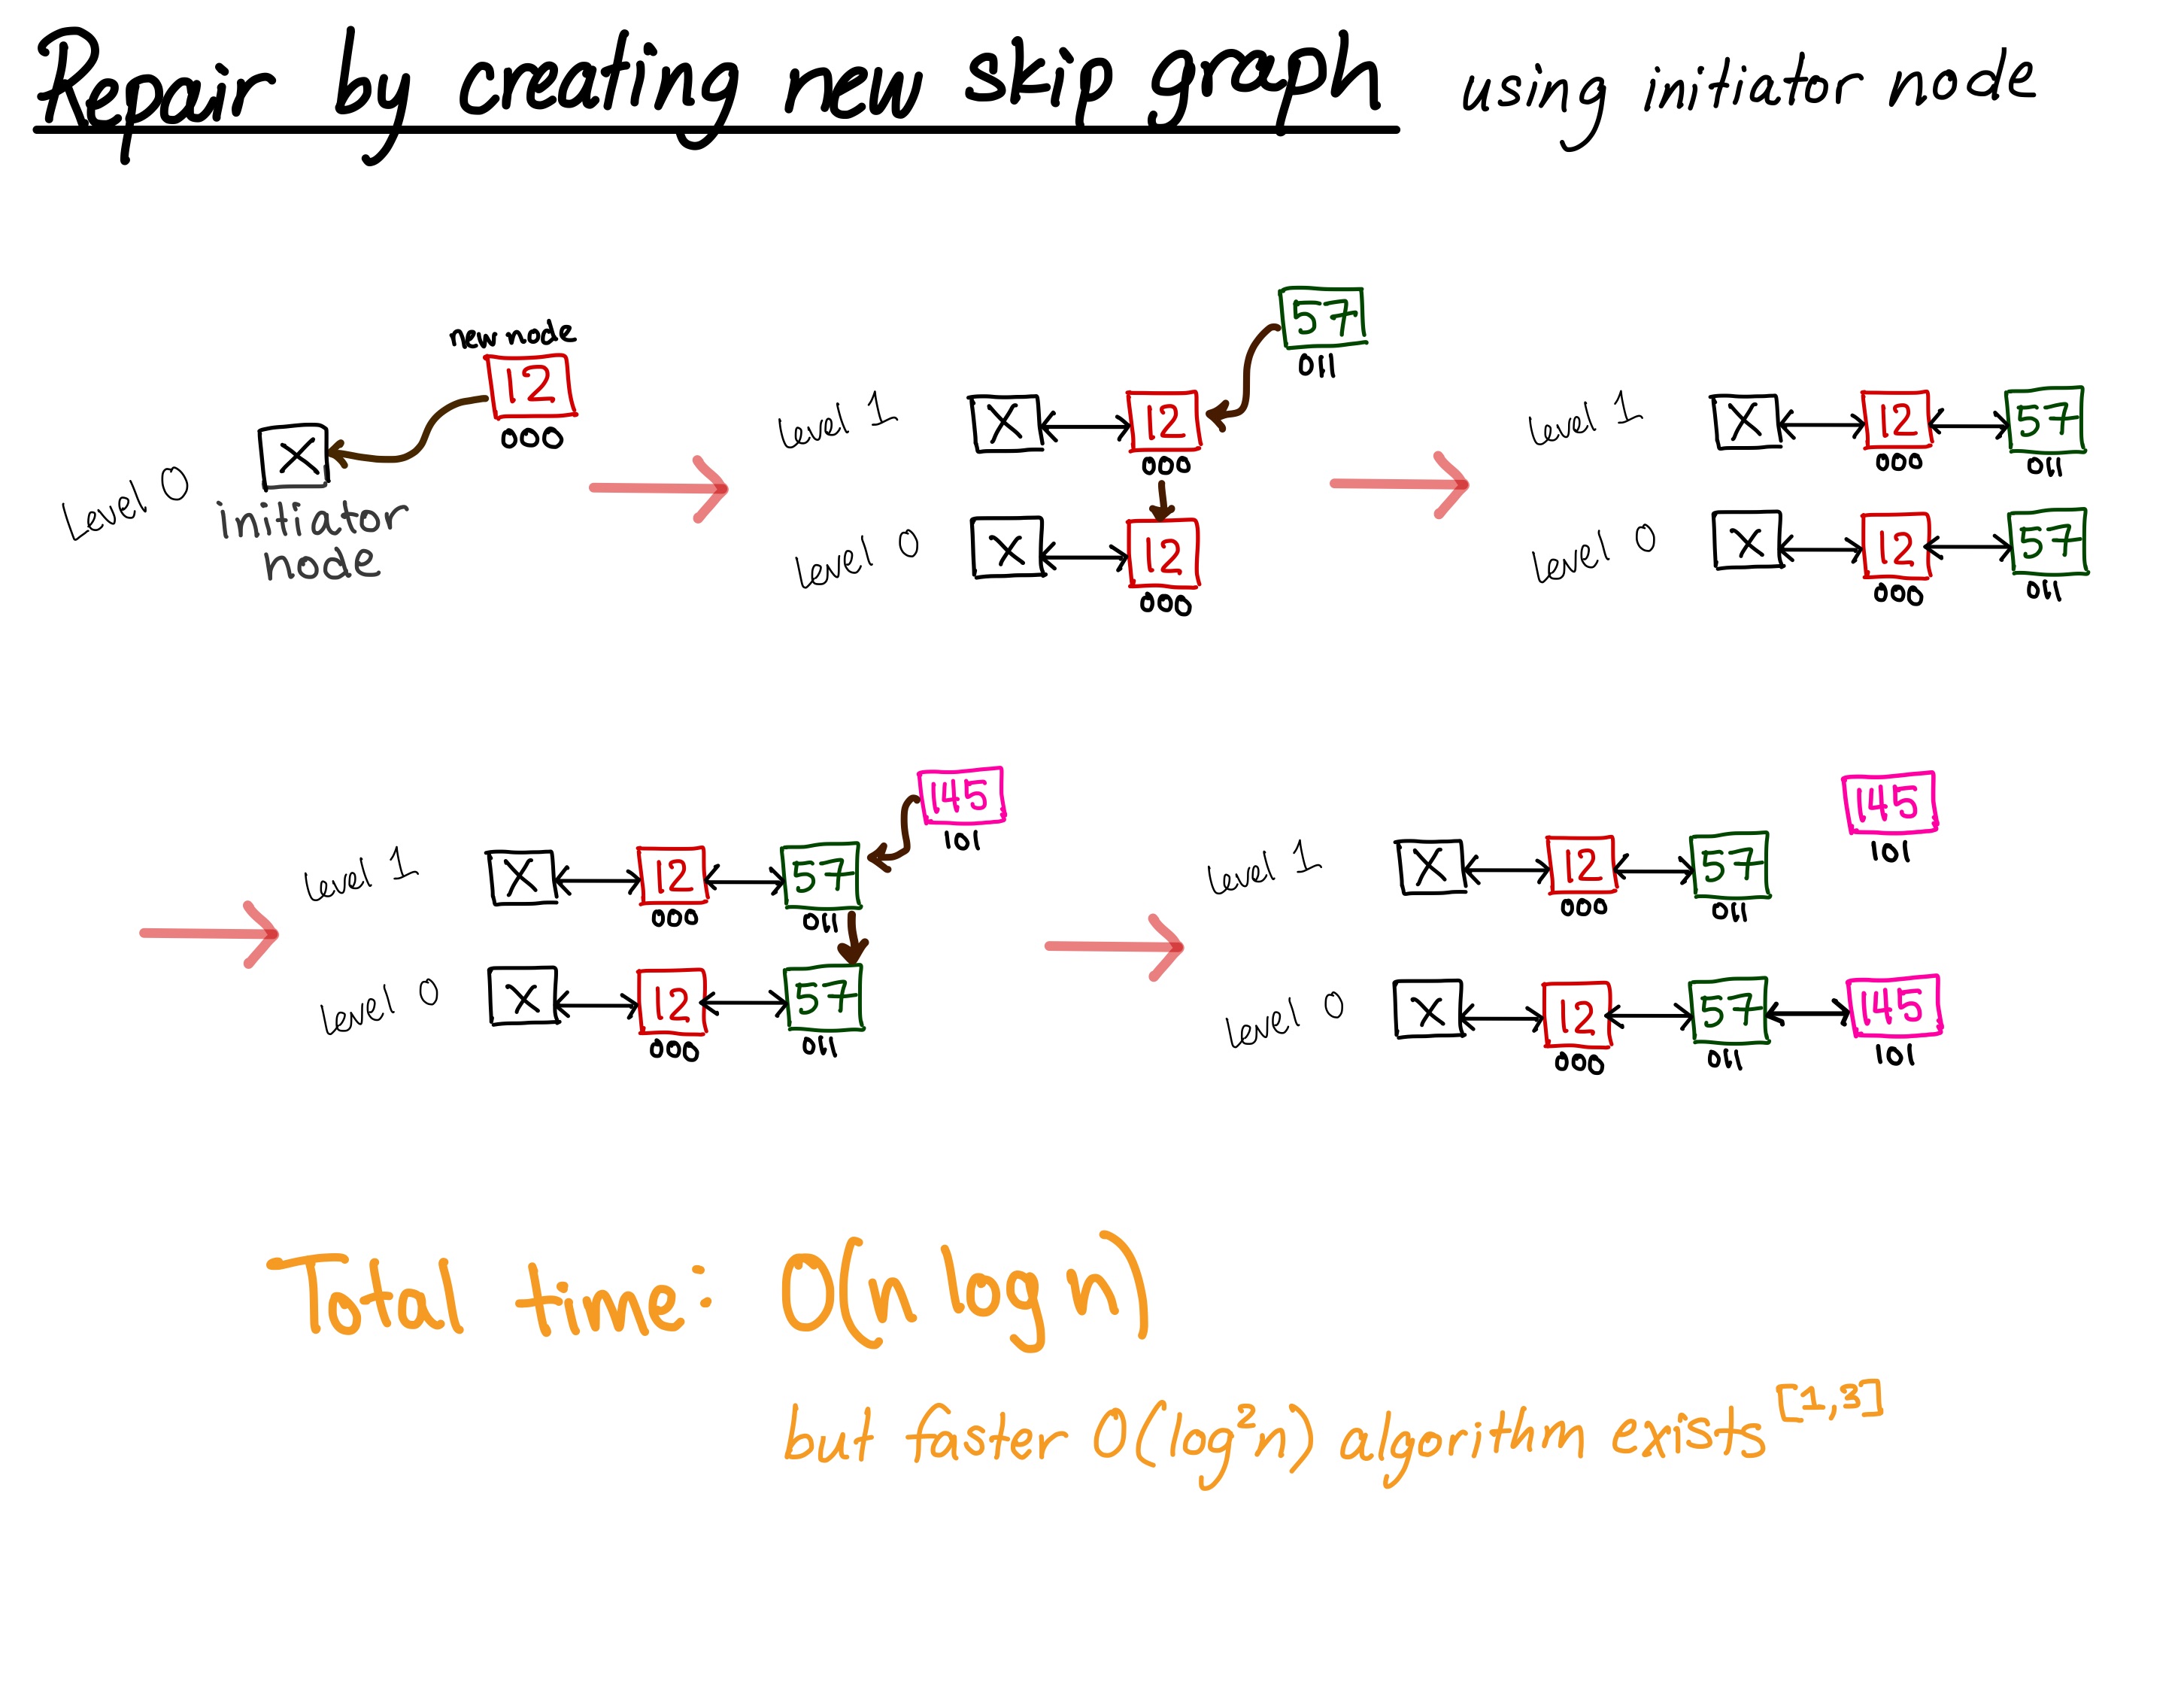 Repair by creating new skip graph using initiator node
new node
12
000
X
Level 0
initiator
node
57
011
Level 1 X 12
000
Level 0 X 12
000
Level 1 X 12 57
000 011
Level 0 X 12 57
000 011
145
101
Level 1 X 12 57
000 011
Level 0 X 12 57
000 011
145
101
Level 1 X 12 57
000 011
Level 0 X 12 57 145
000 011 101
Total time: O(n log n)
but faster O(log²n) algorithm exists [1,3]